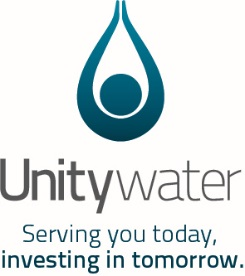 Unitywater
Serving you today,
investing in tomorrow.